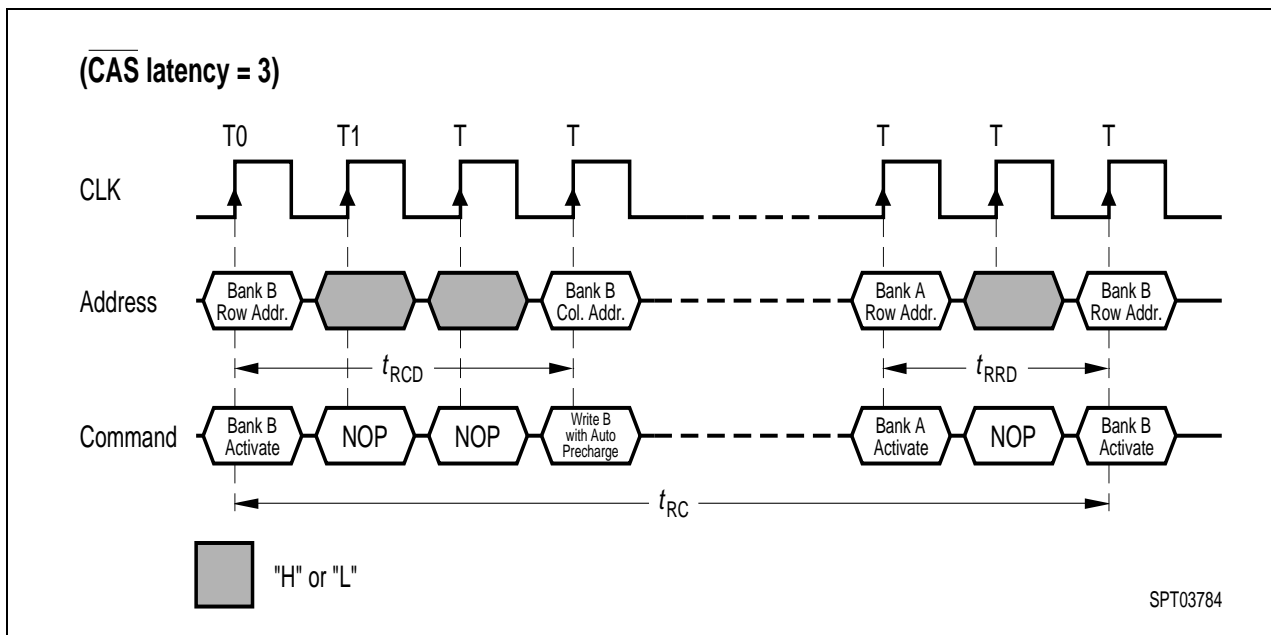 (CAS latency = 3)
T0 T1 T T T T T
CLK
Address
Bank B
Row Addr.
Bank B
Col. Addr.
Bank A
Row Addr.
Bank B
Row Addr.
tRCD
tRRD
Command
Bank B
Activate
NOP
NOP
Write B
with Auto
Precharge
Bank A
Activate
NOP
Bank B
Activate
tRC
"H" or "L"
SPT03784